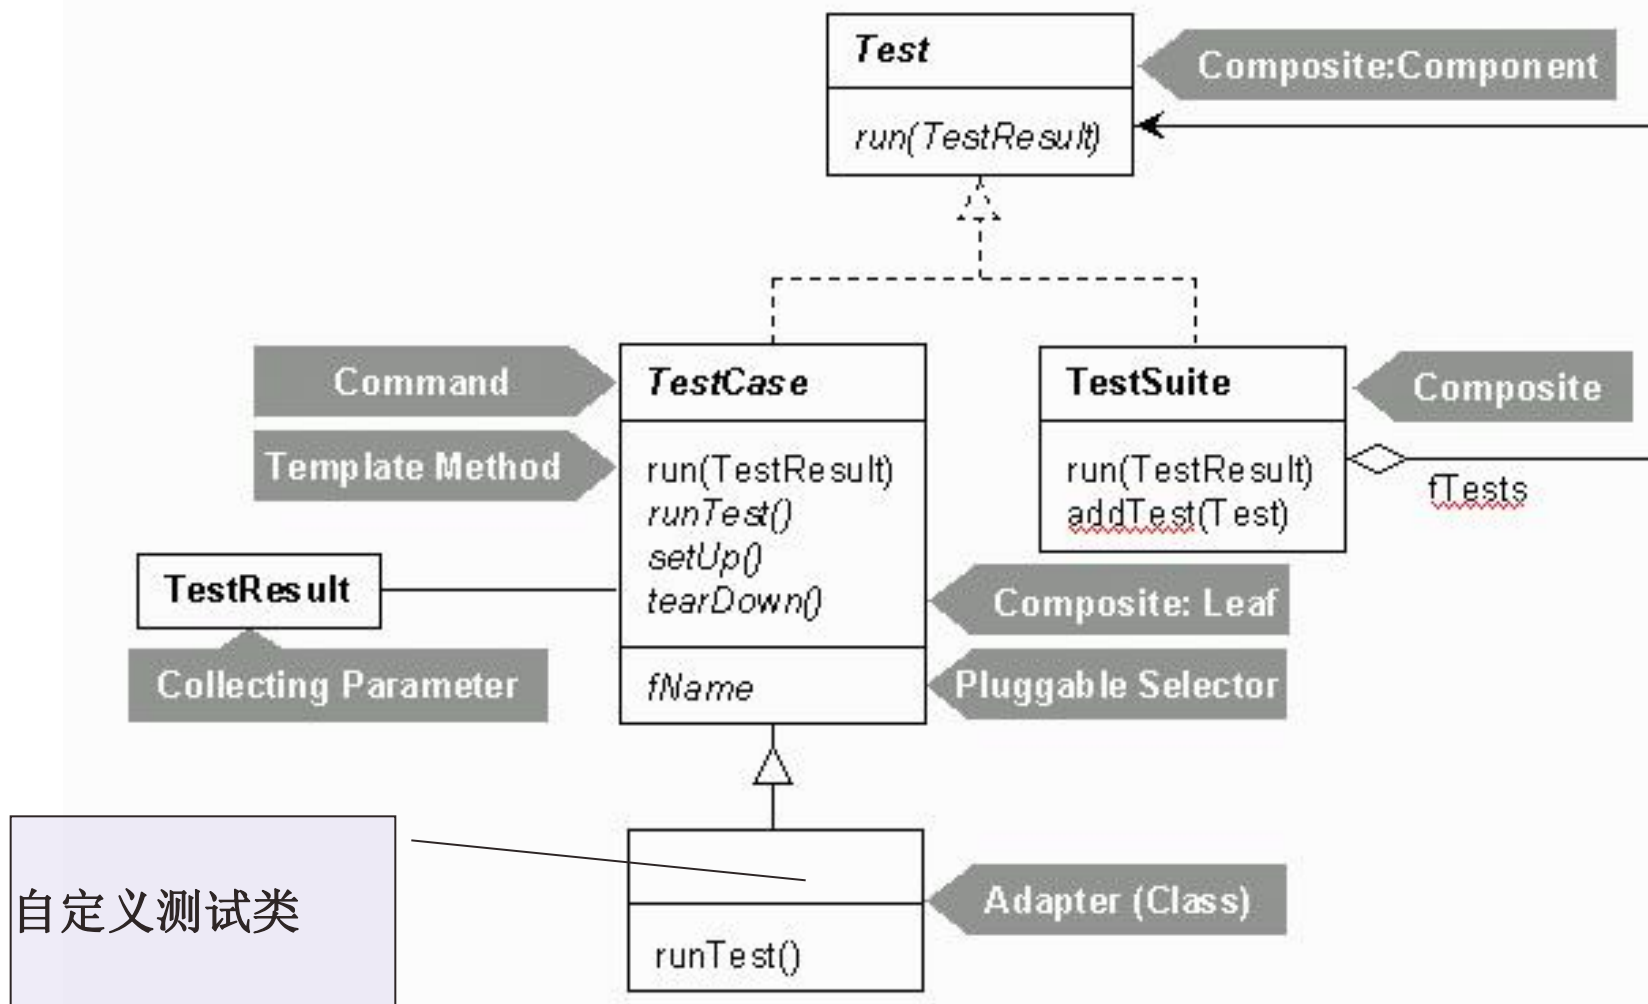 Test
Composite:Component
run(TestResult)
Command
TestCase
TestSuite
Composite
Template Method
run(TestResult)
runTest()
setUp()
tearDown()
run(TestResult)
addTest(Test)
fTests
TestResult
Composite: Leaf
Collecting Parameter
fName
Pluggable Selector
自定义测试类
Adapter (Class)
runTest()